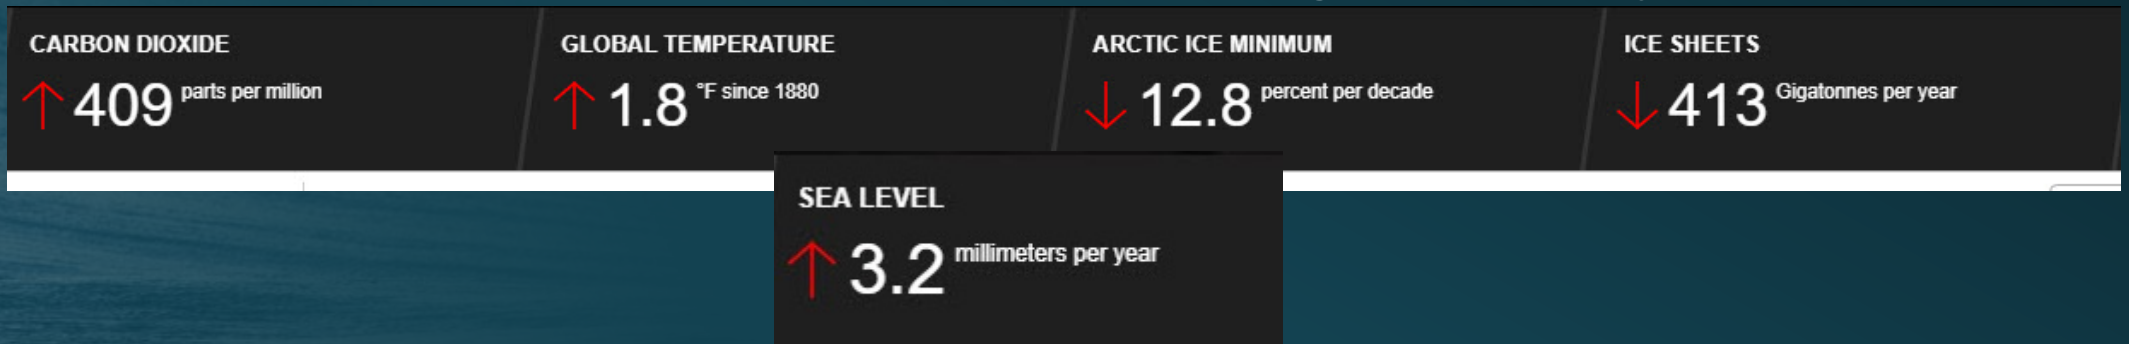 CARBON DIOXIDE
409 parts per million
GLOBAL TEMPERATURE
1.8 °F since 1880
ARCTIC ICE MINIMUM
12.8 percent per decade
ICE SHEETS
413 Gigatonnes per year
SEA LEVEL
3.2 millimeters per year